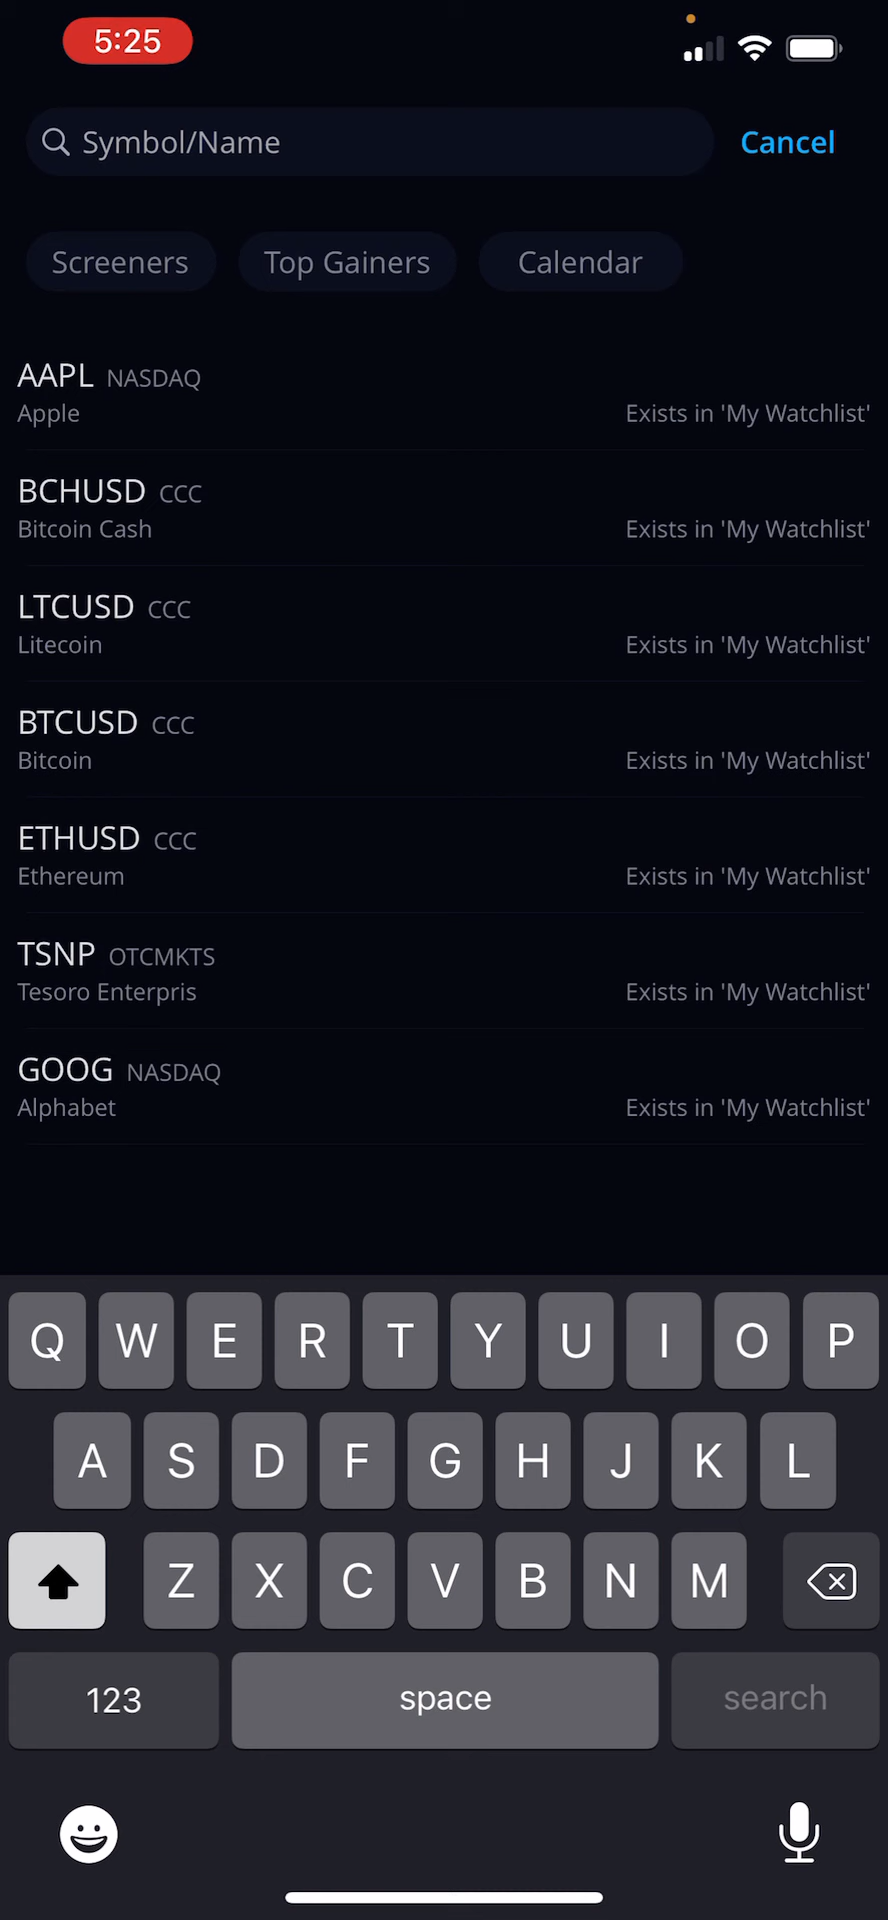 5:25
Symbol/Name
Cancel
Screeners
Top Gainers
Calendar
AAPL NASDAQ
Apple
Exists in 'My Watchlist'
BCHUSD CCC
Bitcoin Cash
Exists in 'My Watchlist'
LTCUSD CCC
Litecoin
Exists in 'My Watchlist'
BTCUSD CCC
Bitcoin
Exists in 'My Watchlist'
ETHUSD CCC
Ethereum
Exists in 'My Watchlist'
TSNP OTCMKTS
Tesoro Enterpris
Exists in 'My Watchlist'
GOOG NASDAQ
Alphabet
Exists in 'My Watchlist'
Q W E R T Y U I O P
A S D F G H J K L
Z X C V B N M
123 space search